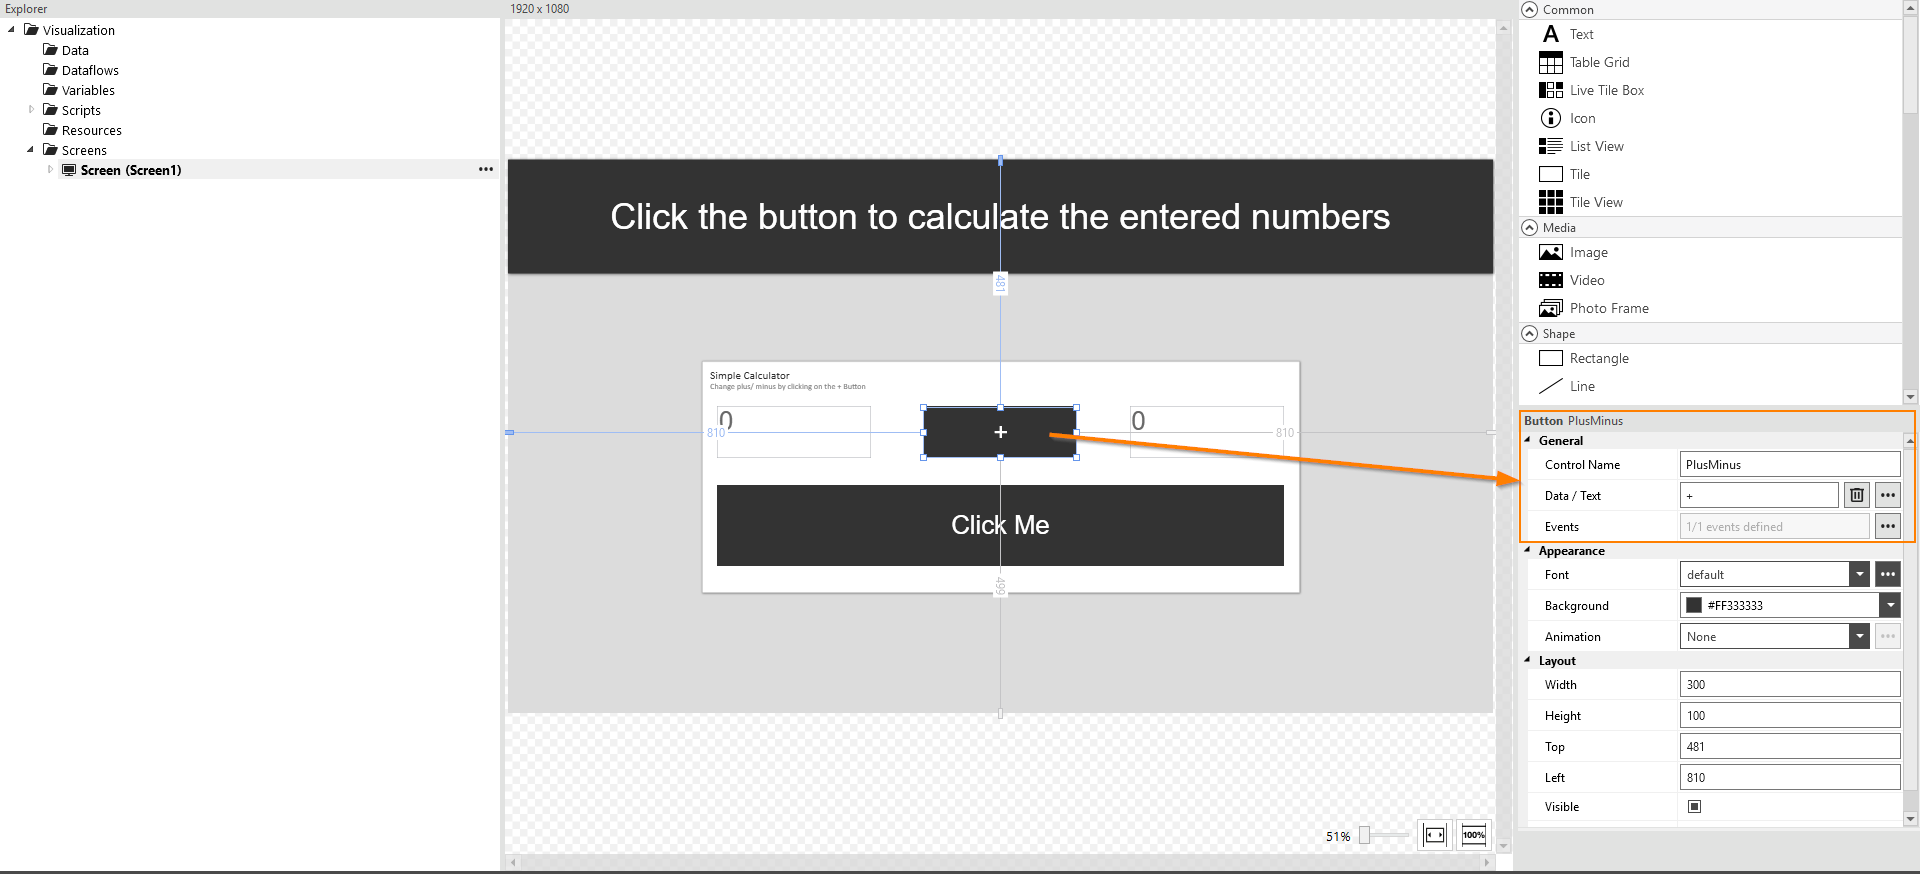 Explorer
Visualization
Data
Dataflows
Variables
Scripts
Resources
Screens
Screen (Screen1)
1920 x 1080
Click the button to calculate the entered numbers
481
Simple Calculator
Change plus/ minus by clicking on the + Button
0
810
+
0
810
Click Me
499
51%
100%
Common
A Text
Table Grid
Live Tile Box
Icon
List View
Tile
Tile View
Media
Image
Video
Photo Frame
Shape
Rectangle
Line
Button PlusMinus
General
Control Name PlusMinus
Data / Text +
Events 1/1 events defined
Appearance
Font default
Background #FF333333
Animation None
Layout
Width 300
Height 100
Top 481
Left 810
Visible